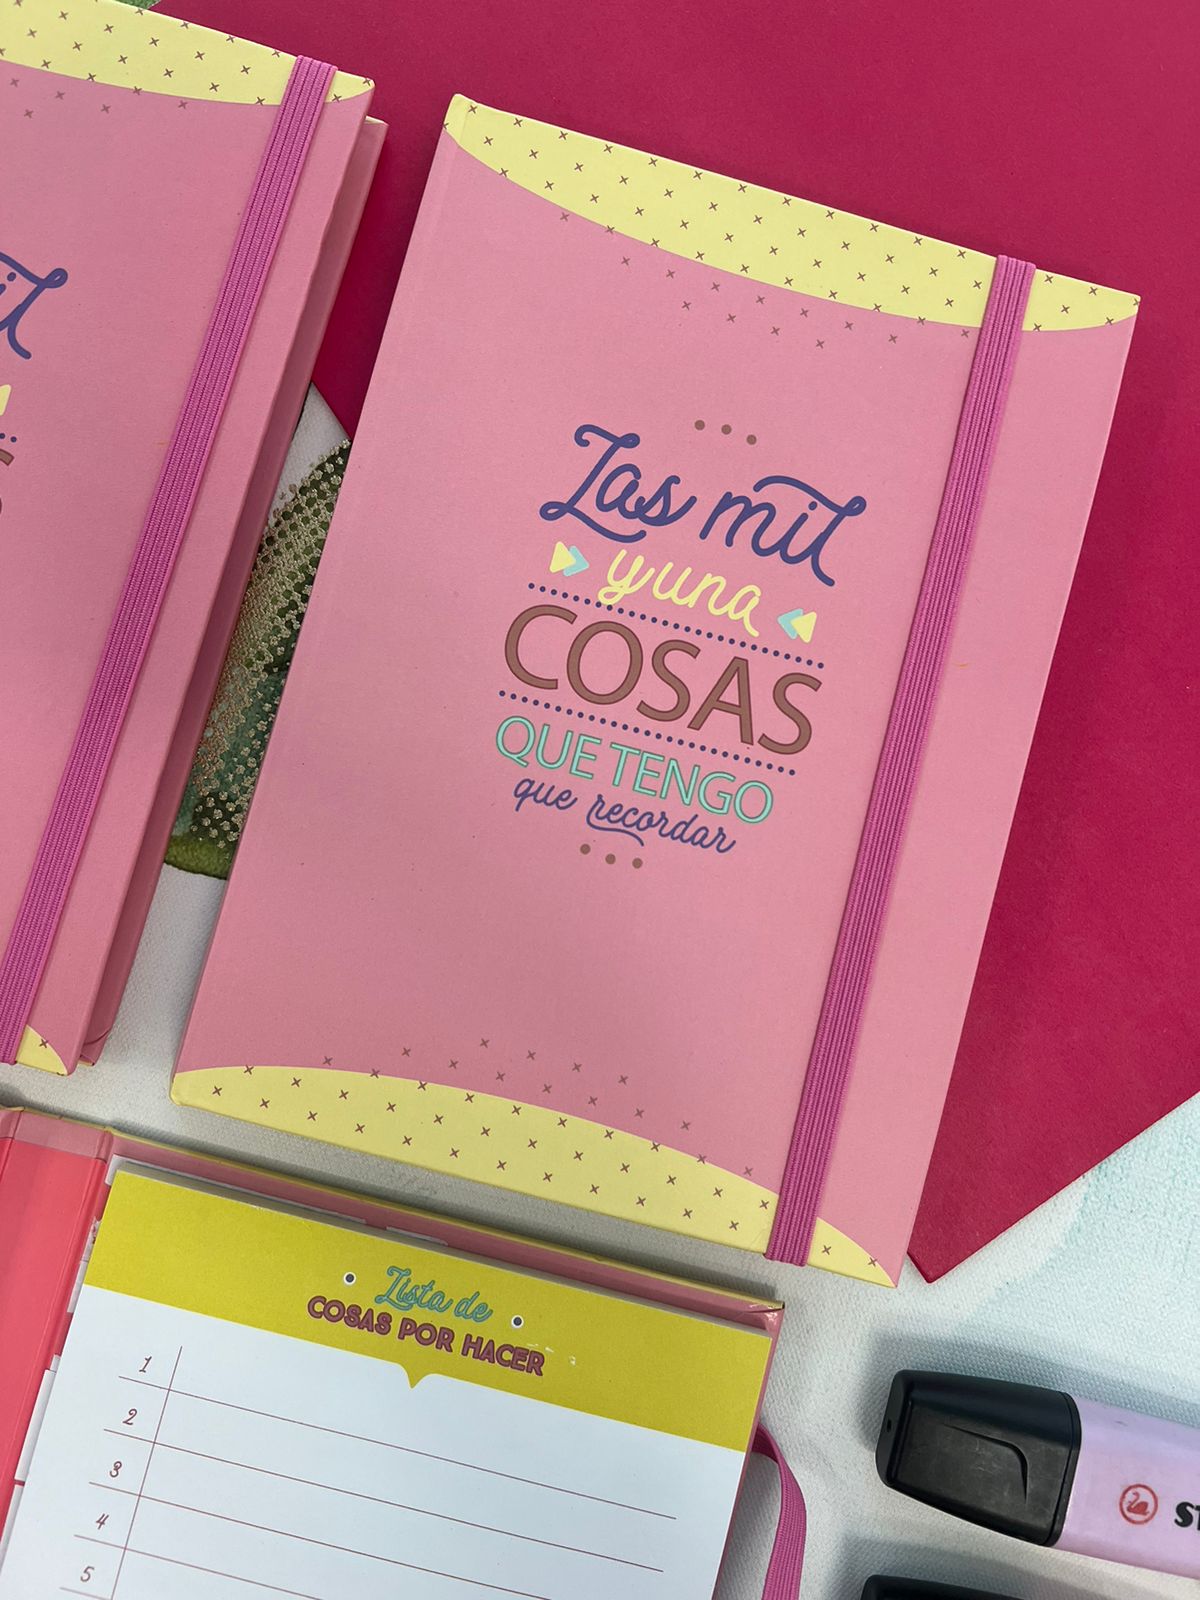 Las mil
y una
COSAS
QUE TENGO
que recordar
Lista de
COSAS POR HACER
1
2
3
4
5